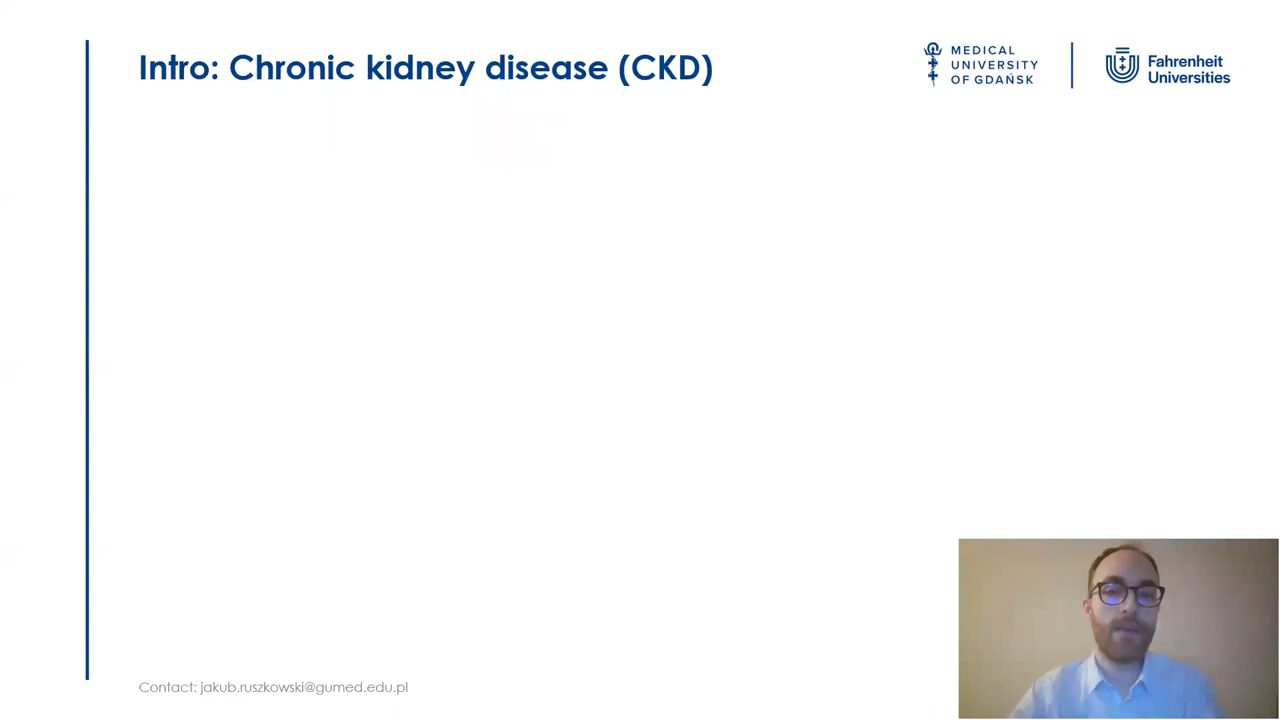 Intro: Chronic kidney disease (CKD)
MEDICAL
UNIVERSITY
OF GDAŃSK
Fahrenheit
Universities
Contact: jakub.ruszkowski@gumed.edu.pl